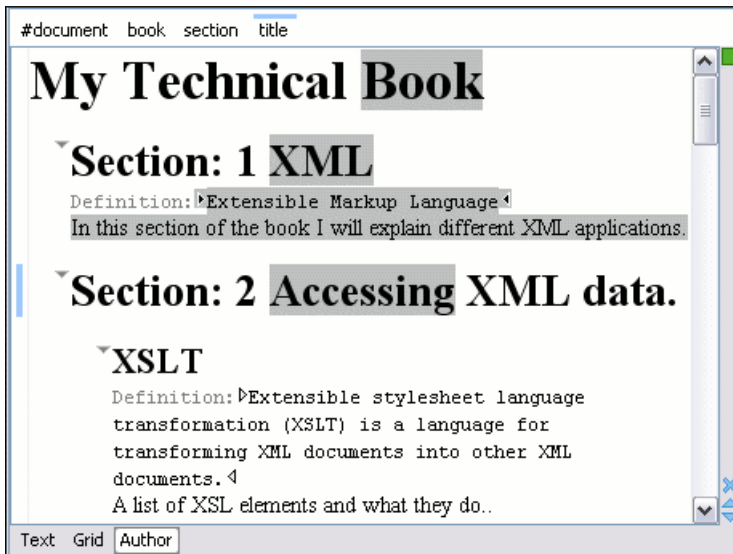 #document book section title
My Technical Book
Section: 1 XML
Definition: Extensible Markup Language
In this section of the book I will explain different XML applications.
Section: 2 Accessing XML data.
XSLT
Definition: Extensible stylesheet language
transformation (XSLT) is a language for
transforming XML documents into other XML
documents.
A list of XSL elements and what they do..
Text Grid Author